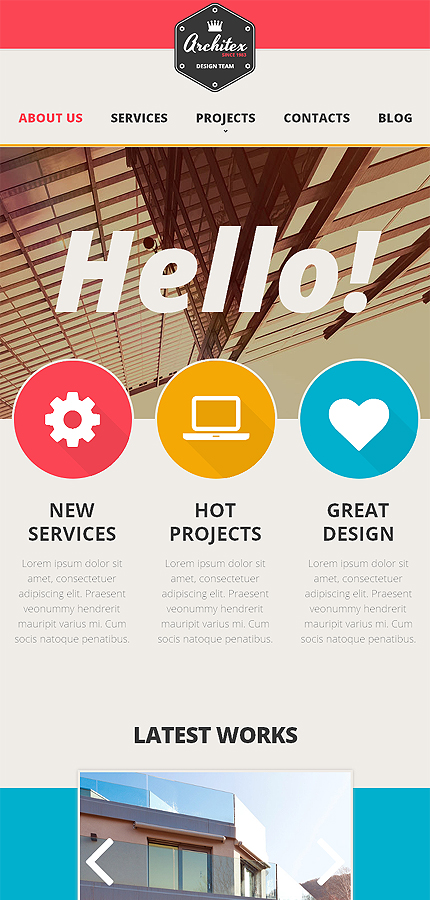 Architex
SINCE 1963
DESIGN TEAM
ABOUT US
SERVICES
PROJECTS
CONTACTS
BLOG
Hello!
NEW
SERVICES
Lorem ipsum dolor sit
amet, consectetuer
adipiscing elit. Praesent
veonummy hendrerit
mauripit varius mi. Cum
socis natoque penatibus.
HOT
PROJECTS
Lorem ipsum dolor sit
amet, consectetuer
adipiscing elit. Praesent
veonummy hendrerit
mauripit varius mi. Cum
socis natoque penatibus.
GREAT
DESIGN
Lorem ipsum dolor sit
amet, consectetuer
adipiscing elit. Praesent
veonummy hendrerit
mauripit varius mi. Cum
socis natoque penatibus.
LATEST WORKS